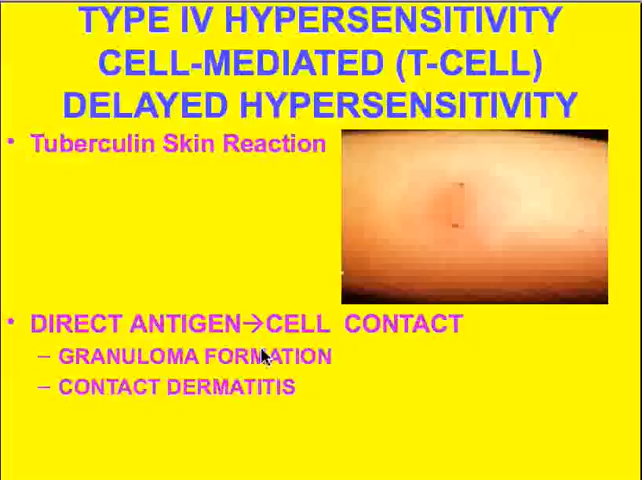 TYPE IV HYPERSENSITIVITY
CELL-MEDIATED (T-CELL)
DELAYED HYPERSENSITIVITY
• Tuberculin Skin Reaction
• DIRECT ANTIGEN→CELL CONTACT
– GRANULOMA FORMATION
– CONTACT DERMATITIS